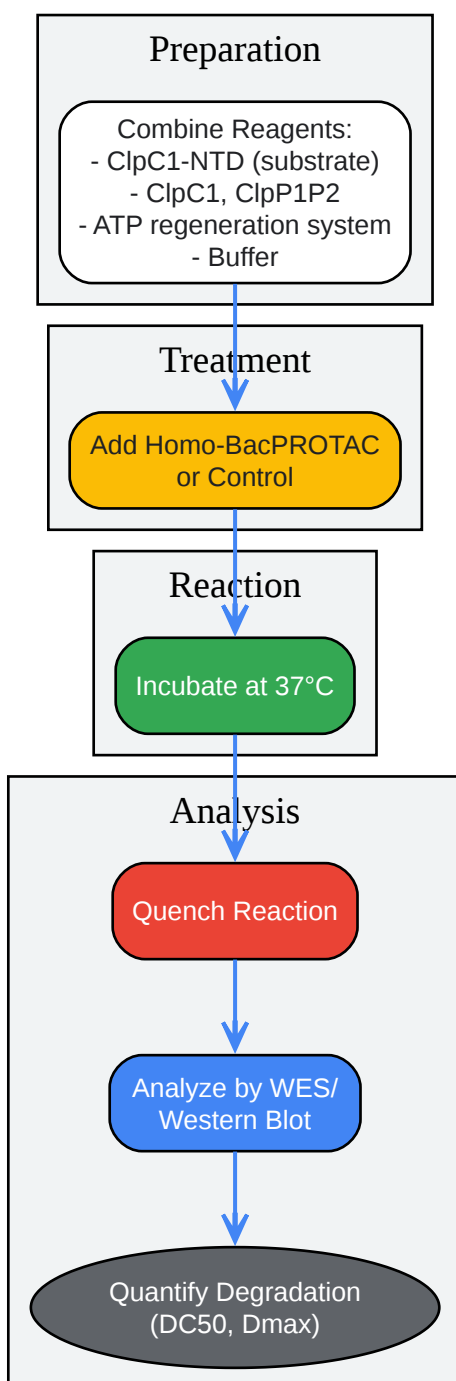 Preparation
Combine Reagents:
- ClpC1-NTD (substrate)
- ClpC1, ClpP1P2
- ATP regeneration system
- Buffer
Treatment
Add Homo-BacPROTAC
or Control
Reaction
Incubate at 37°C
Analysis
Quench Reaction
Analyze by WES/
Western Blot
Quantify Degradation
(DC50, Dmax)